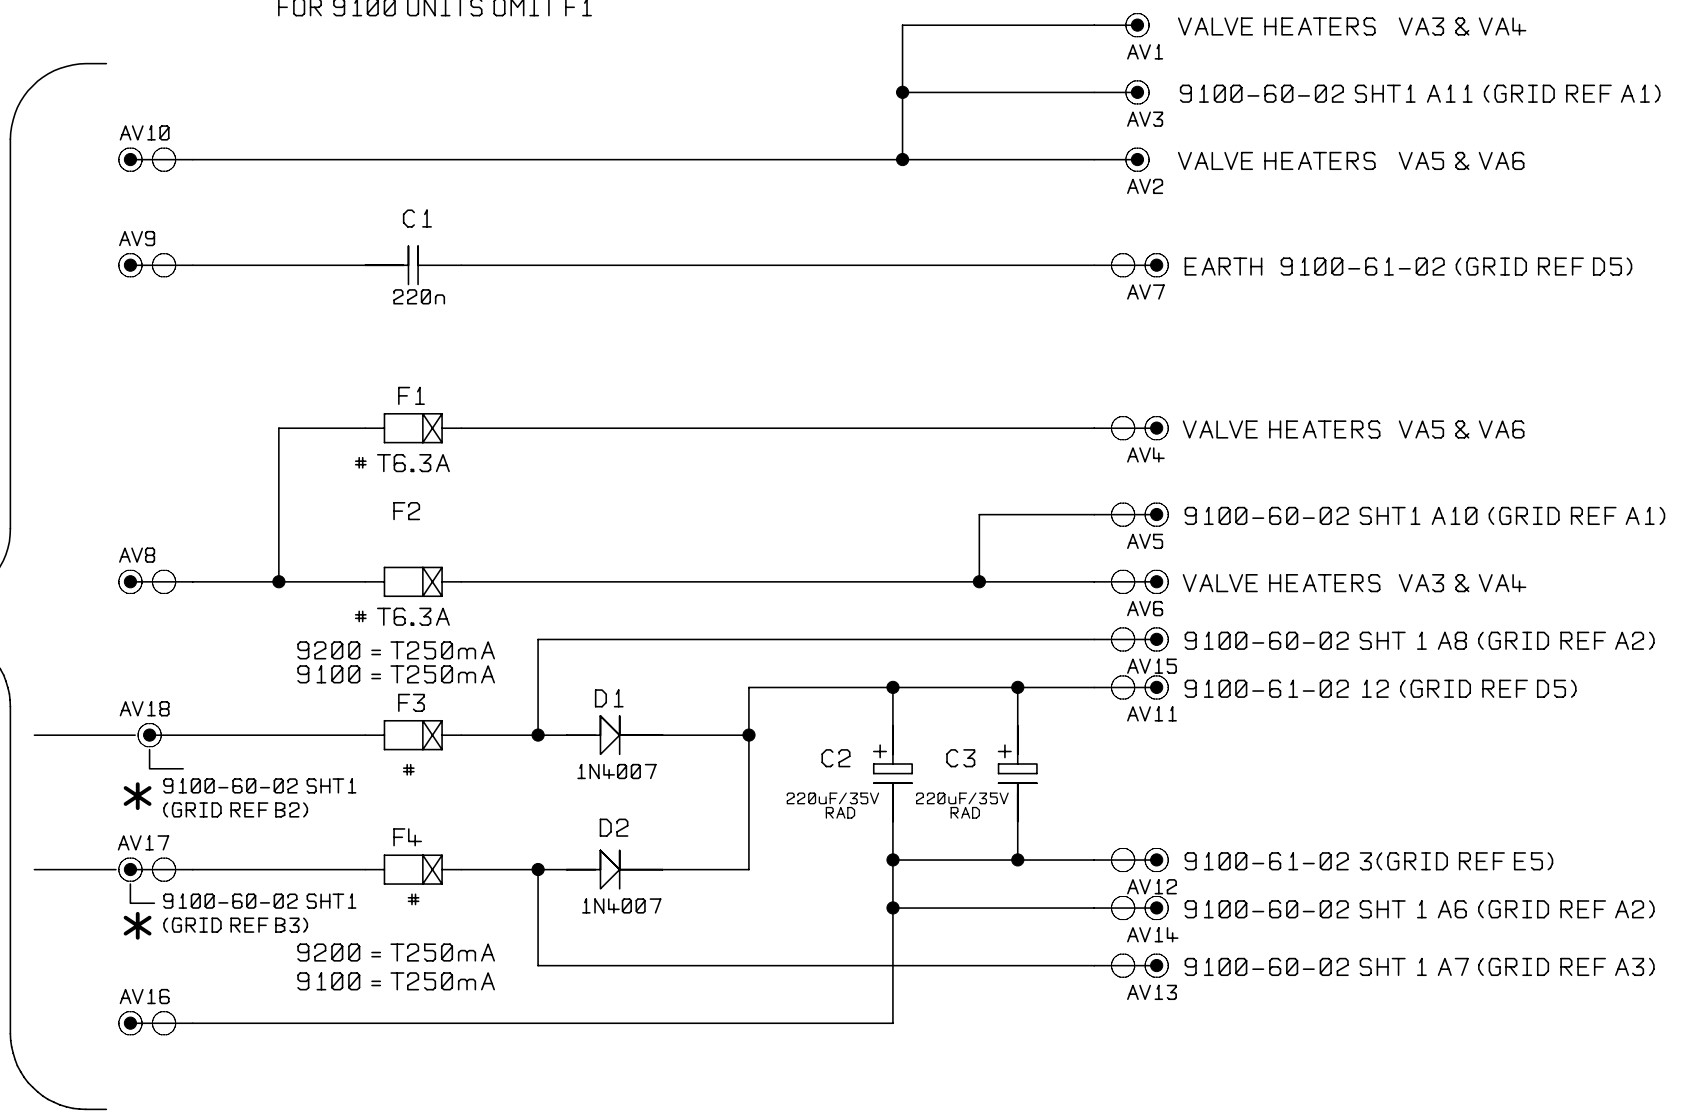 FOR 9100 UNITS OMIT F1
VALVE HEATERS VA3 & VA4
AV1
9100-60-02 SHT1 A11 (GRID REF A1)
AV3
AV10
VALVE HEATERS VA5 & VA6
AV2
C1
AV9
220n
EARTH 9100-61-02 (GRID REF D5)
AV7
F1
# T6.3A
VALVE HEATERS VA5 & VA6
AV4
F2
9100-60-02 SHT1 A10 (GRID REF A1)
AV5
AV8
# T6.3A
VALVE HEATERS VA3 & VA4
AV6
9200 = T250mA
9100 = T250mA
9100-60-02 SHT 1 A8 (GRID REF A2)
AV15
9100-61-02 12 (GRID REF D5)
AV11
AV18
F3
D1
#
1N4007
* 9100-60-02 SHT1
(GRID REF B2)
C2
+
220uF/35V
RAD
C3
+
220uF/35V
RAD
AV17
F4
D2
#
1N4007
* 9100-60-02 SHT1
(GRID REF B3)
9100-61-02 3(GRID REF E5)
AV12
9100-60-02 SHT 1 A6 (GRID REF A2)
AV14
9200 = T250mA
9100 = T250mA
9100-60-02 SHT 1 A7 (GRID REF A3)
AV13
AV16